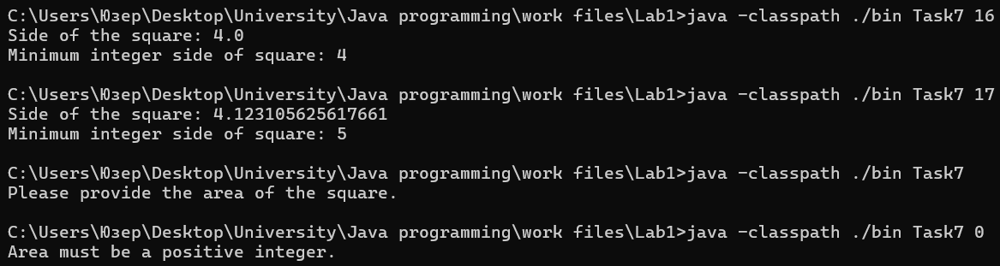 C:\Users\Юзер\Desktop\University\Java programming\work files\Lab1>java -classpath ./bin Task7 16
Side of the square: 4.0
Minimum integer side of square: 4
C:\Users\Юзер\Desktop\University\Java programming\work files\Lab1>java -classpath ./bin Task7 17
Side of the square: 4.123105625617661
Minimum integer side of square: 5
C:\Users\Юзер\Desktop\University\Java programming\work files\Lab1>java -classpath ./bin Task7
Please provide the area of the square.
C:\Users\Юзер\Desktop\University\Java programming\work files\Lab1>java -classpath ./bin Task7 0
Area must be a positive integer.